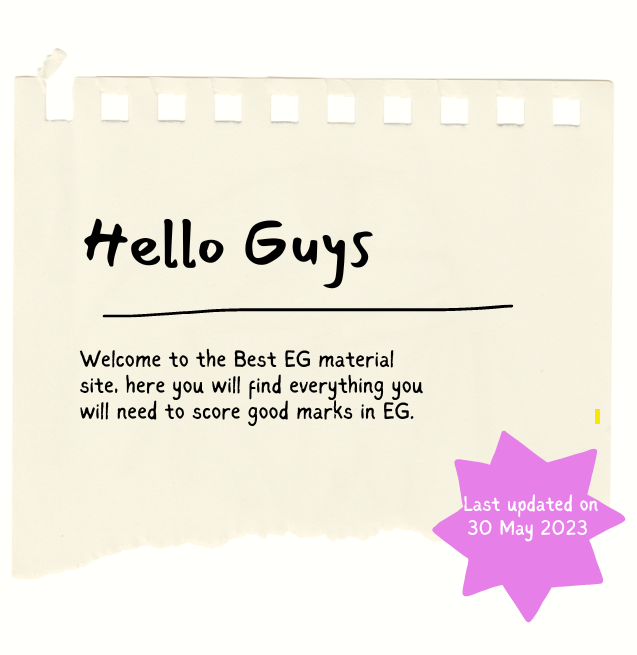 Hello Guys
Welcome to the Best EG material
site. here you will find everything you
will need to score good marks in EG.
Last updated on
30 May 2023